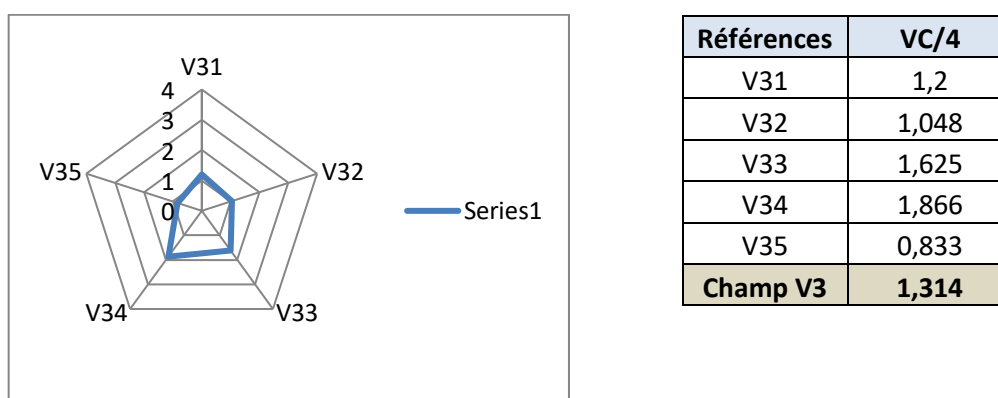 V31
4
3
2
1
0
V35
V32
V34
V33
Series1
Références VC/4
V31 1,2
V32 1,048
V33 1,625
V34 1,866
V35 0,833
Champ V3 1,314